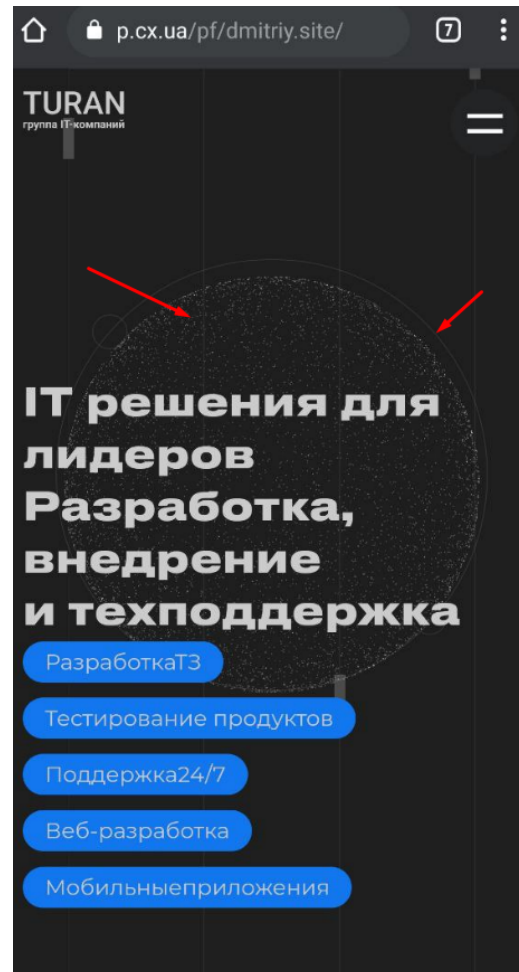 p.cx.ua/pf/dmitriy.site/
7
TURAN
группа IT-компаний
IT решения для
лидеров
Разработка,
внедрение
и техподдержка
РазработкаТЗ
Тестирование продуктов
Поддержка24/7
Веб-разработка
Мобильныеприложения